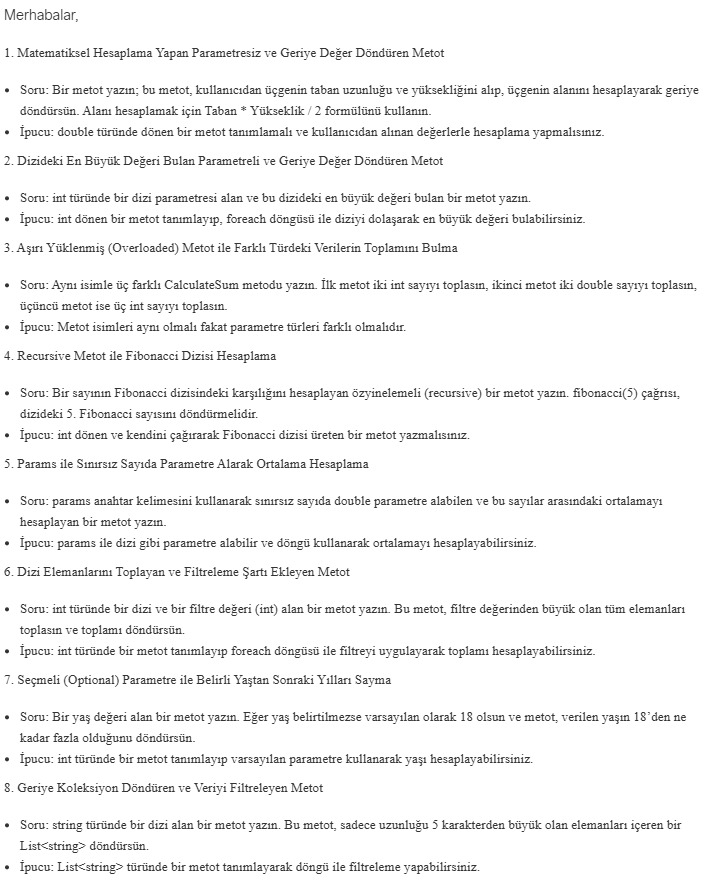 Merhabalar,
1. Matematiksel Hesaplama Yapan Parametresiz ve Geriye Değer Döndüren Metot
• Soru: Bir metot yazın; bu metot, kullanıcıdan üçgenin taban uzunluğu ve yüksekliğini alıp, üçgenin alanını hesaplayarak geriye
döndürsün. Alanı hesaplamak için Taban * Yükseklik / 2 formülünü kullanın.
• İpucu: double türünde dönen bir metot tanımlamalı ve kullanıcıdan alınan değerlerle hesaplama yapmalısınız.
2. Dizideki En Büyük Değeri Bulan Parametreli ve Geriye Değer Döndüren Metot
• Soru: int türünde bir dizi parametresi alan ve bu dizideki en büyük değeri bulan bir metot yazın.
• İpucu: int dönen bir metot tanımlayıp, foreach döngüsü ile diziyi dolaşarak en büyük değeri bulabilirsiniz.
3. Aşırı Yüklenmiş (Overloaded) Metot ile Farklı Türdeki Verilerin Toplamını Bulma
• Soru: Aynı isimle üç farklı CalculateSum metodu yazın. İlk metot iki int sayıyı toplasın, ikinci metot iki double sayıyı toplasın,
üçüncü metot ise üç int sayıyı toplasın.
• İpucu: Metot isimleri aynı olmalı fakat parametre türleri farklı olmalıdır.
4. Recursive Metot ile Fibonacci Dizisi Hesaplama
• Soru: Bir sayının Fibonacci dizisindeki karşılığını hesaplayan özyinelemeli (recursive) bir metot yazın. fibonacci(5) çağrısı,
dizideki 5. Fibonacci sayısını döndürmelidir.
• İpucu: int dönen ve kendini çağırarak Fibonacci dizisi üreten bir metot yazmalısınız.
5. Params ile Sınırsız Sayıda Parametre Alarak Ortalama Hesaplama
• Soru: params anahtar kelimesini kullanarak sınırsız sayıda double parametre alabilen ve bu sayılar arasındaki ortalamayı
hesaplayan bir metot yazın.
• İpucu: params ile dizi gibi parametre alabilir ve döngü kullanarak ortalamayı hesaplayabilirsiniz.
6. Dizi Elemanlarını Toplayan ve Filtreleme Şartı Ekleyen Metot
• Soru: int türünde bir dizi ve bir filtre değeri (int) alan bir metot yazın. Bu metot, filtre değerinden büyük olan tüm elemanları
toplasın ve toplamı döndürsün.
• İpucu: int türünde bir metot tanımlayıp foreach döngüsü ile filtreyi uygulayarak toplamı hesaplayabilirsiniz.
7. Seçmeli (Optional) Parametre ile Belirli Yaştan Sonraki Yılları Sayma
• Soru: Bir yaş değeri alan bir metot yazın. Eğer yaş belirtilmezse varsayılan olarak 18 olsun ve metot, verilen yaşın 18’den ne
kadar fazla olduğunu döndürsün.
• İpucu: int türünde bir metot tanımlayıp varsayılan parametre kullanarak yaşı hesaplayabilirsiniz.
8. Geriye Koleksiyon Döndüren ve Veriyi Filtreleyen Metot
• Soru: string türünde bir dizi alan bir metot yazın. Bu metot, sadece uzunluğu 5 karakterden büyük olan elemanları içeren bir
List<string> döndürsün.
• İpucu: List<string> türünde bir metot tanımlayarak döngü ile filtreleme yapabilirsiniz.